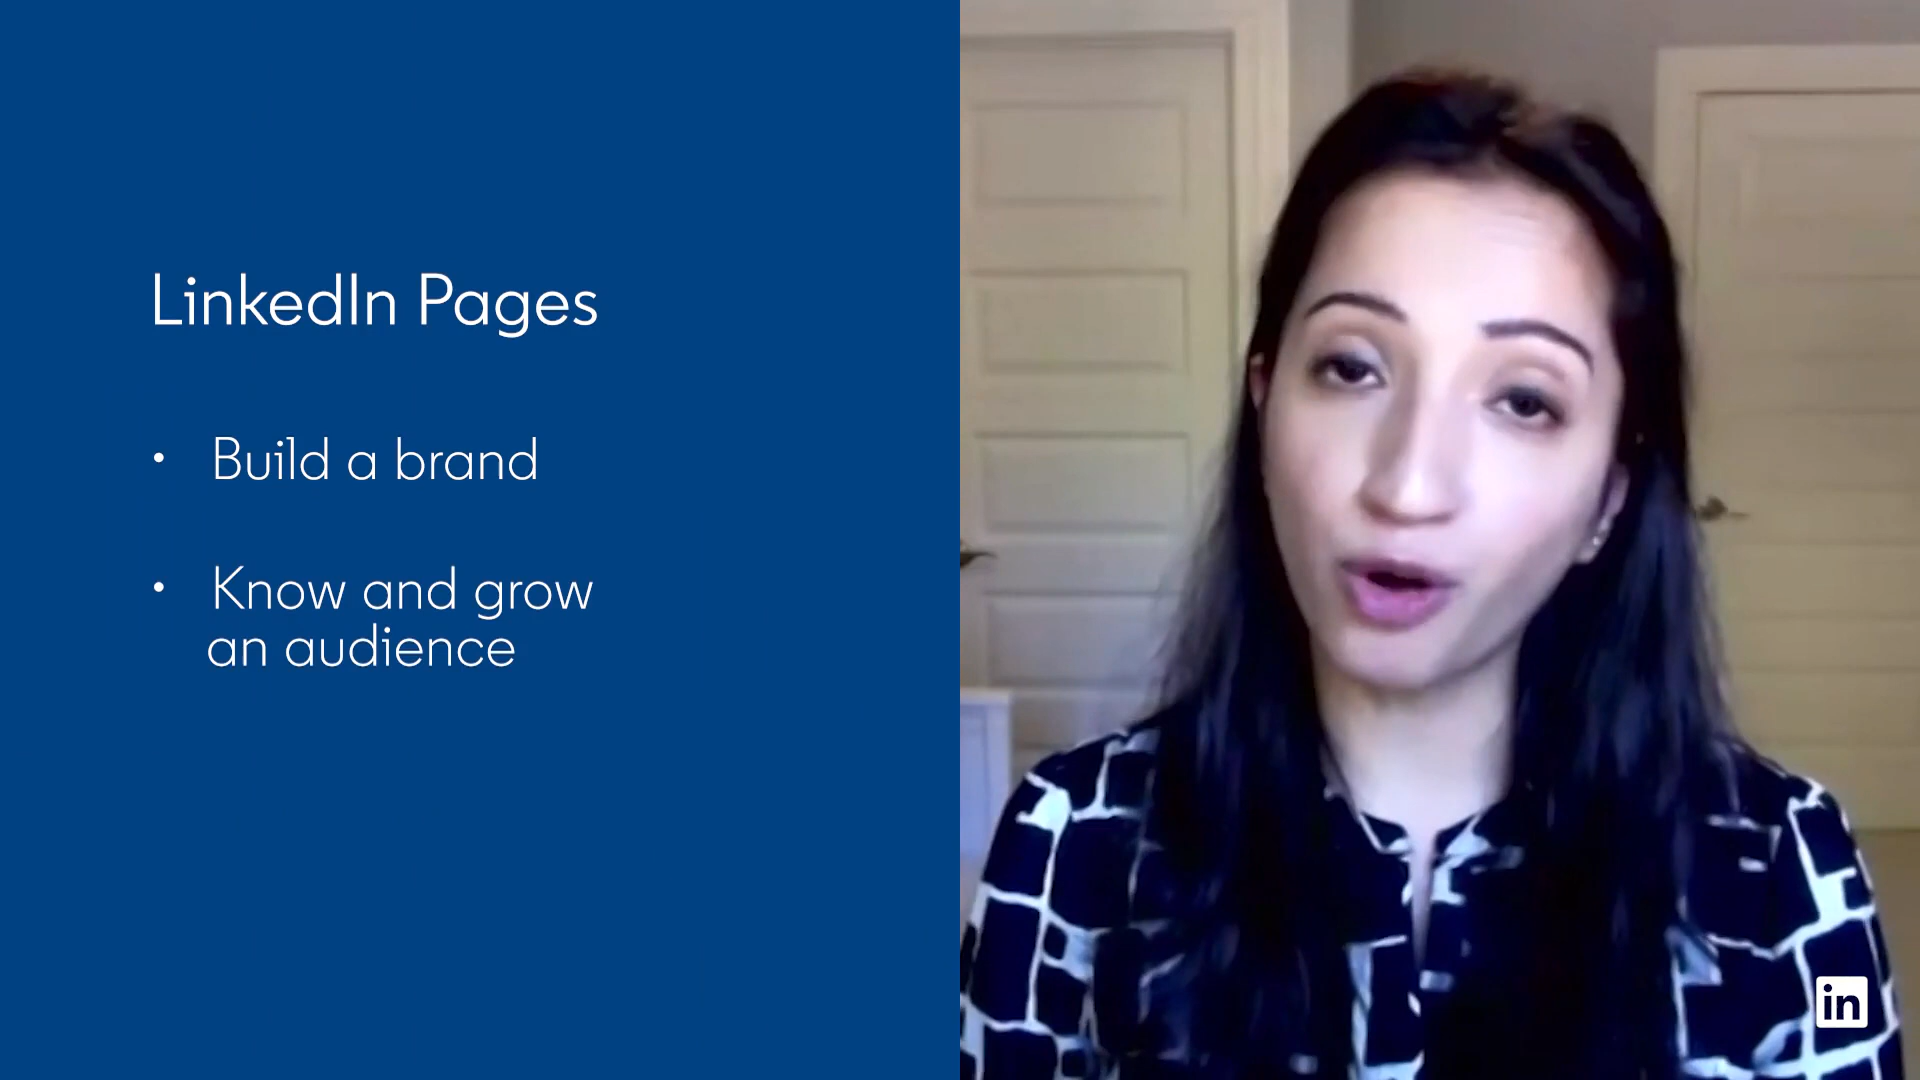 LinkedIn Pages
• Build a brand
• Know and grow
an audience
in